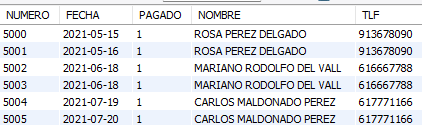 NUMERO FECHA PAGADO NOMBRE TLF
5000 2021-05-15 1 ROSA PEREZ DELGADO 913678090
5001 2021-05-16 1 ROSA PEREZ DELGADO 913678090
5002 2021-06-18 1 MARIANO RODOLFO DEL VALL 616667788
5003 2021-06-18 1 MARIANO RODOLFO DEL VALL 616667788
5004 2021-07-19 1 CARLOS MALDONADO PEREZ 617771166
5005 2021-07-20 1 CARLOS MALDONADO PEREZ 617771166